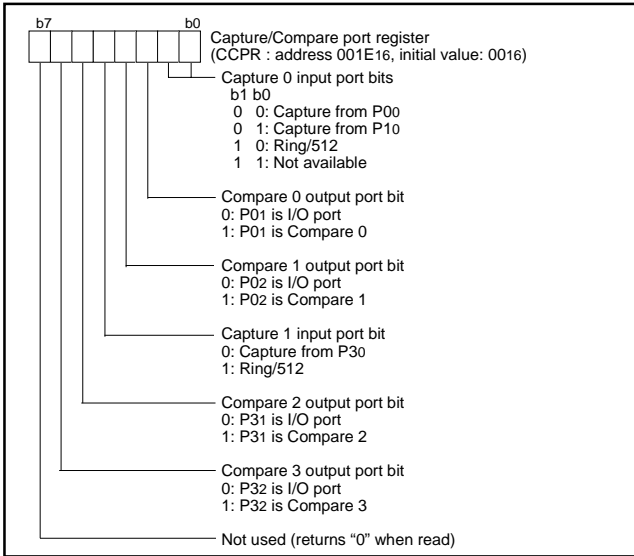 b7 b0
Capture/Compare port register
(CCPR : address 001E16, initial value: 0016)
Capture 0 input port bits
b1 b0
0 0: Capture from P00
0 1: Capture from P10
1 0: Ring/512
1 1: Not available
Compare 0 output port bit
0: P01 is I/O port
1: P01 is Compare 0
Compare 1 output port bit
0: P02 is I/O port
1: P02 is Compare 1
Capture 1 input port bit
0: Capture from P30
1: Ring/512
Compare 2 output port bit
0: P31 is I/O port
1: P31 is Compare 2
Compare 3 output port bit
0: P32 is I/O port
1: P32 is Compare 3
Not used (returns “0” when read)